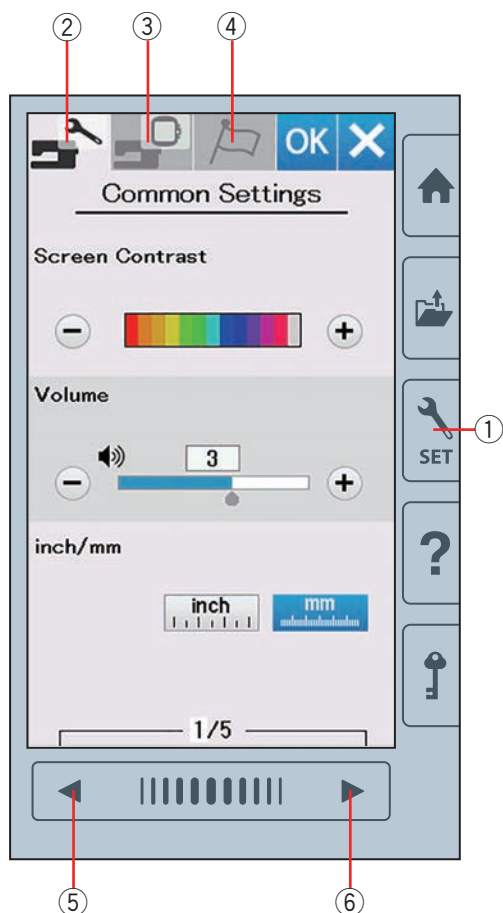 ② ③ ④
OK
Common Settings
Screen Contrast
Volume
3
①
SET
inch/mm
inch mm
?
1/5
⑤ ⑥